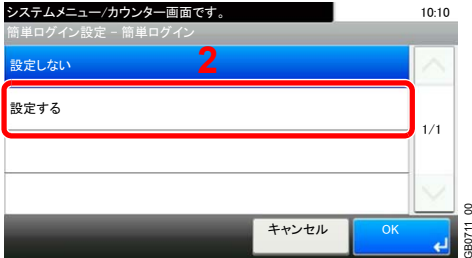 システムメニュー/カウンター画面です。 10:10
簡単ログイン設定 - 簡単ログイン
設定しない
2
設定する
1/1
キャンセル
OK
GB0711_00